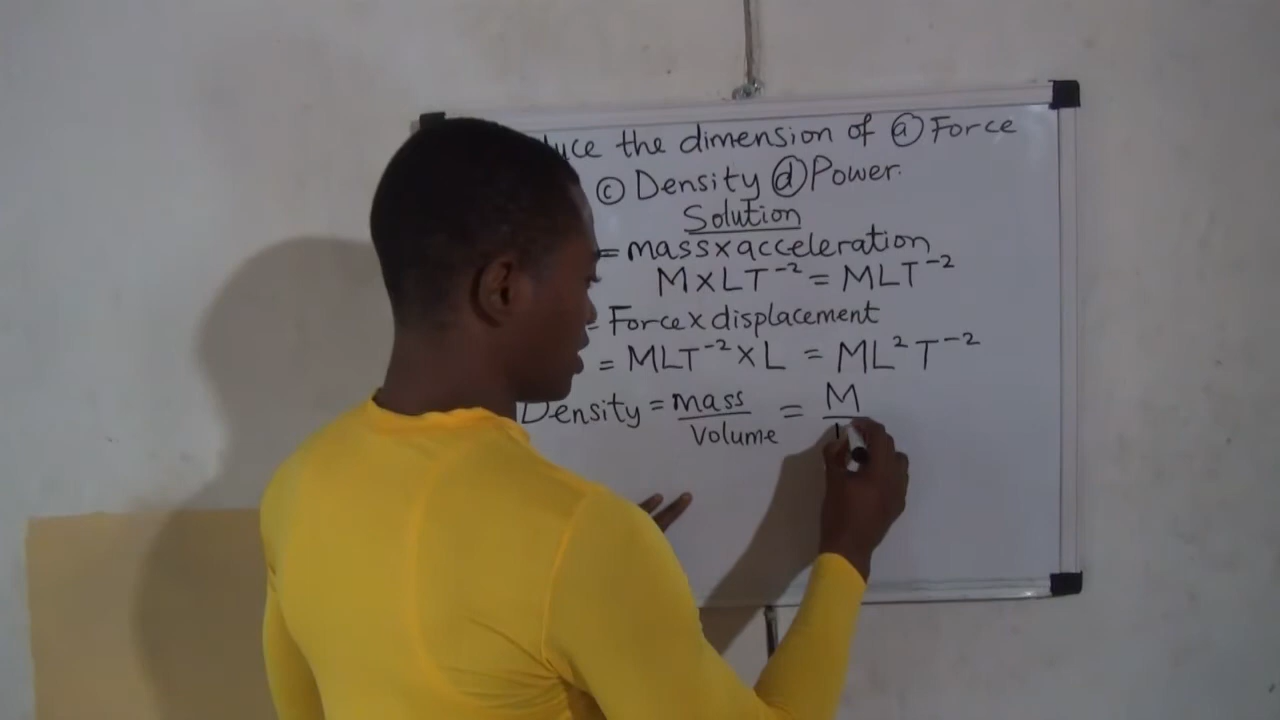 the dimension of ⓐ Force
ⓒ Density ⓓ Power.
Solution
= mass x acceleration
M x LT⁻² = MLT⁻²
= Force x displacement
= MLT⁻² x L = ML²T⁻²
Density = mass/Volume = M/